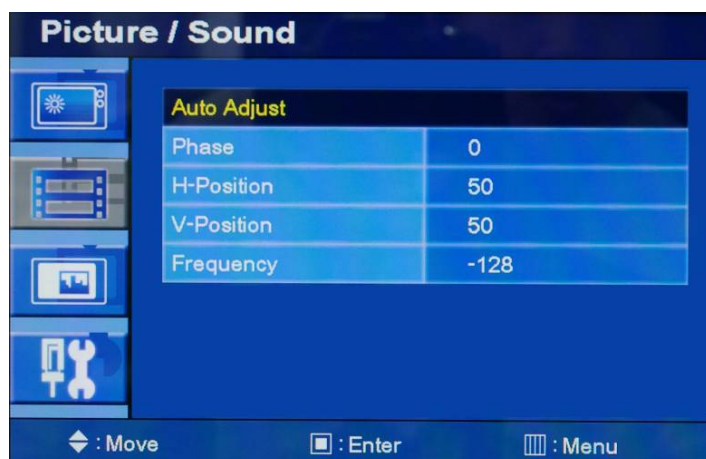 Picture / Sound
Auto Adjust
Phase 0
H-Position 50
V-Position 50
Frequency -128
: Move : Enter : Menu